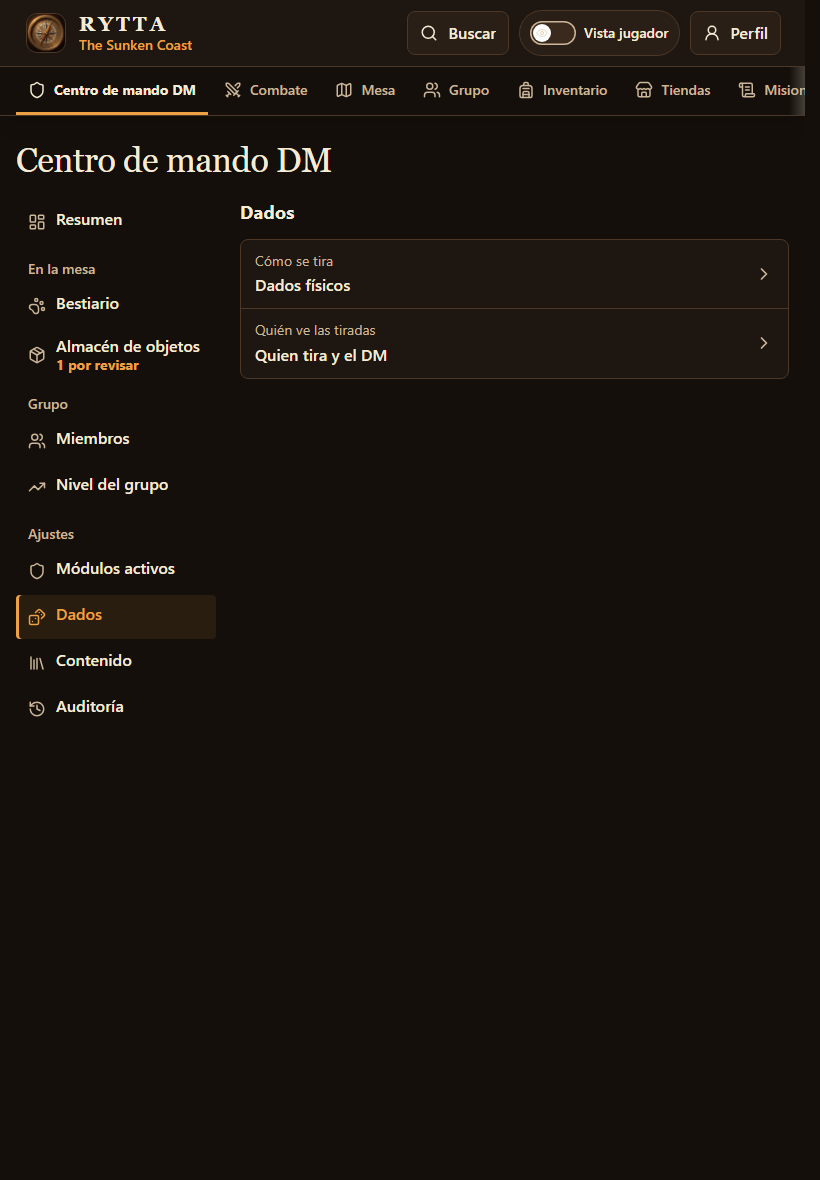 RYTTA
The Sunken Coast
Buscar
Vista jugador
Perfil
Centro de mando DM
Combate
Mesa
Grupo
Inventario
Tiendas
Mision
Centro de mando DM
Resumen
En la mesa
Bestiario
Almacén de objetos
1 por revisar
Grupo
Miembros
Nivel del grupo
Ajustes
Módulos activos
Dados
Contenido
Auditoría
Dados
Cómo se tira
Dados físicos
Quién ve las tiradas
Quien tira y el DM